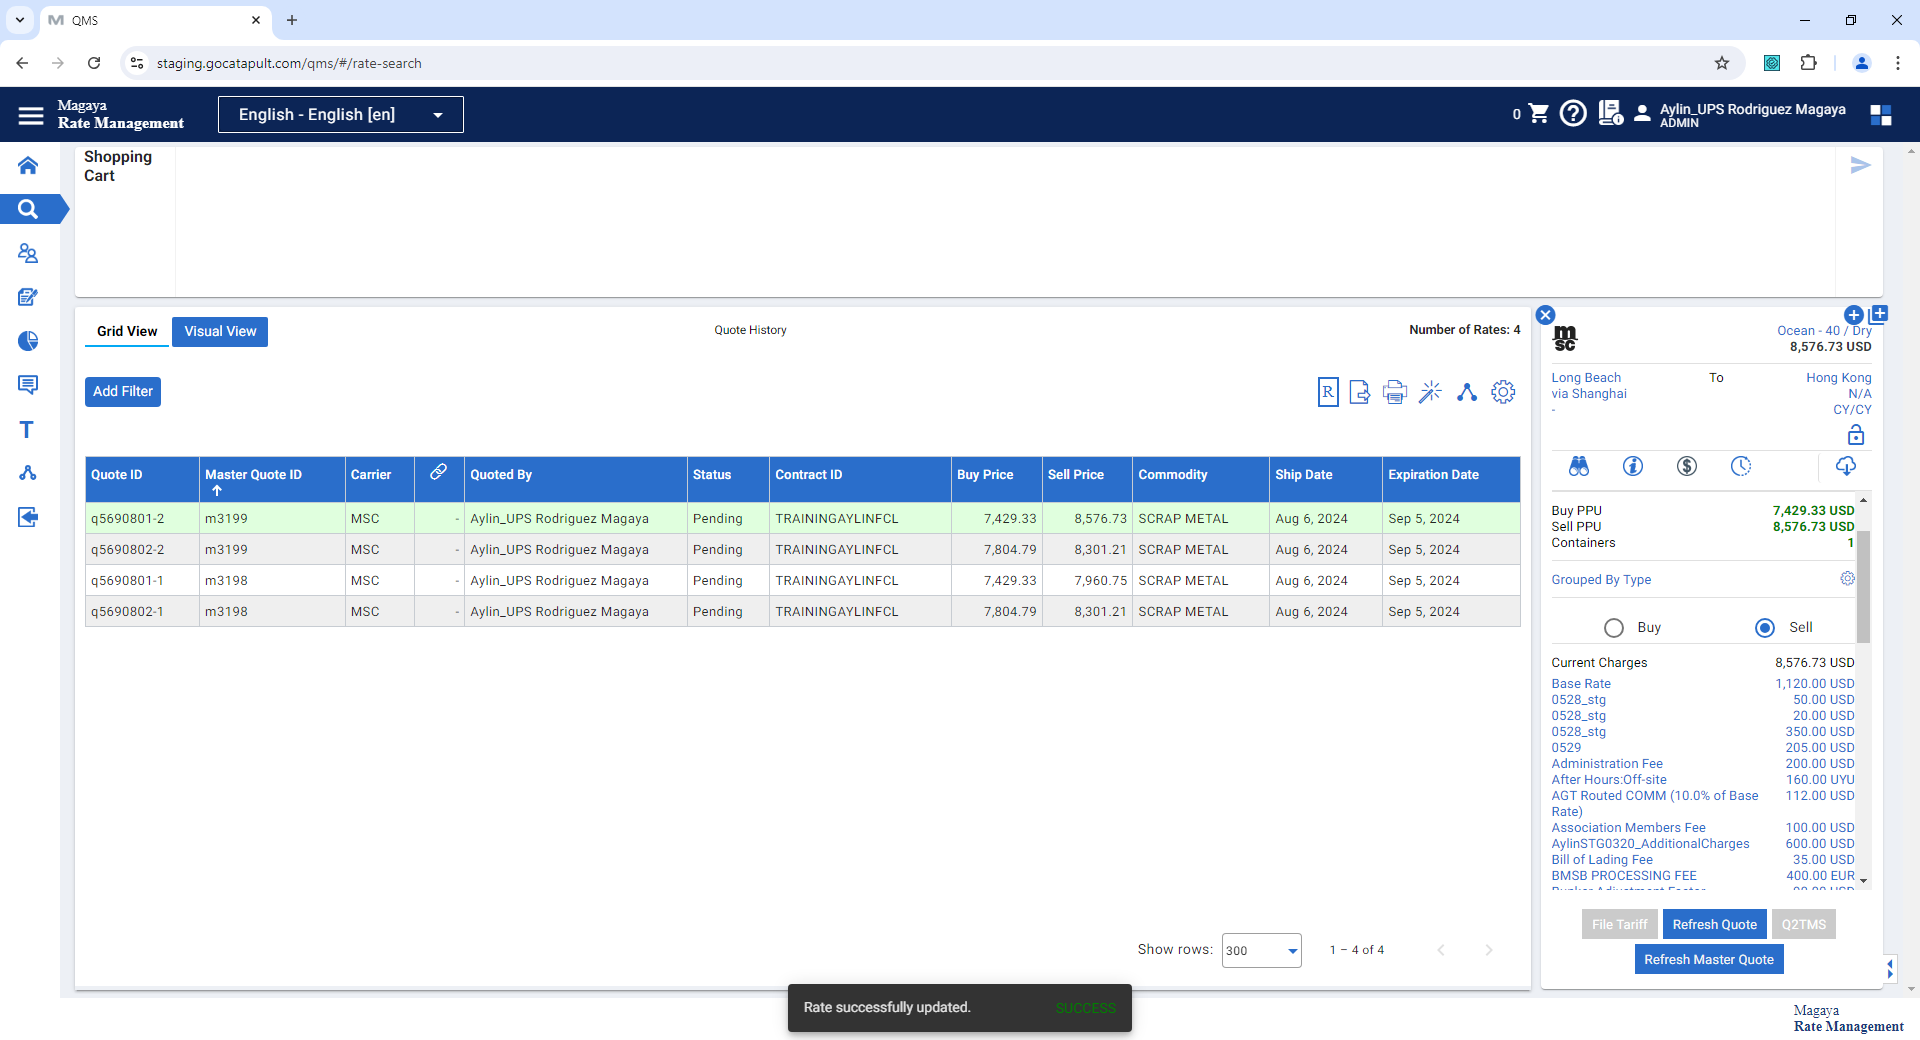 QMS
staging.gocatapult.com/qms/#/rate-search
Magaya
Rate Management
English - English [en]
0
Aylin_UPS Rodriguez Magaya
ADMIN
Shopping
Cart
Grid View
Visual View
Quote History
Number of Rates: 4
Add Filter
R
Quote ID Master Quote ID Carrier Quoted By Status Contract ID Buy Price Sell Price Commodity Ship Date Expiration Date
q5690801-2 m3199 MSC - Aylin_UPS Rodriguez Magaya Pending TRAININGAYLINFCL 7,429.33 8,576.73 SCRAP METAL Aug 6, 2024 Sep 5, 2024
q5690802-2 m3199 MSC - Aylin_UPS Rodriguez Magaya Pending TRAININGAYLINFCL 7,804.79 8,301.21 SCRAP METAL Aug 6, 2024 Sep 5, 2024
q5690801-1 m3198 MSC - Aylin_UPS Rodriguez Magaya Pending TRAININGAYLINFCL 7,429.33 7,960.75 SCRAP METAL Aug 6, 2024 Sep 5, 2024
q5690802-1 m3198 MSC - Aylin_UPS Rodriguez Magaya Pending TRAININGAYLINFCL 7,804.79 8,301.21 SCRAP METAL Aug 6, 2024 Sep 5, 2024
Show rows: 300 1 – 4 of 4
msc
Ocean - 40 / Dry
8,576.73 USD
Long Beach To Hong Kong
via Shanghai N/A
- CY/CY
Buy PPU 7,429.33 USD
Sell PPU 8,576.73 USD
Containers 1
Grouped By Type
Buy Sell
Current Charges 8,576.73 USD
Base Rate 1,120.00 USD
0528_stg 50.00 USD
0528_stg 20.00 USD
0528_stg 350.00 USD
0529 205.00 USD
Administration Fee 200.00 USD
After Hours:Off-site 160.00 UYU
AGT Routed COMM (10.0% of Base 112.00 USD
Rate)
Association Members Fee 100.00 USD
AylinSTG0320_AdditionalCharges 600.00 USD
Bill of Lading Fee 35.00 USD
BMSB PROCESSING FEE 400.00 EUR
File Tariff Refresh Quote Q2TMS
Refresh Master Quote
Rate successfully updated. SUCCESS
Magaya
Rate Management